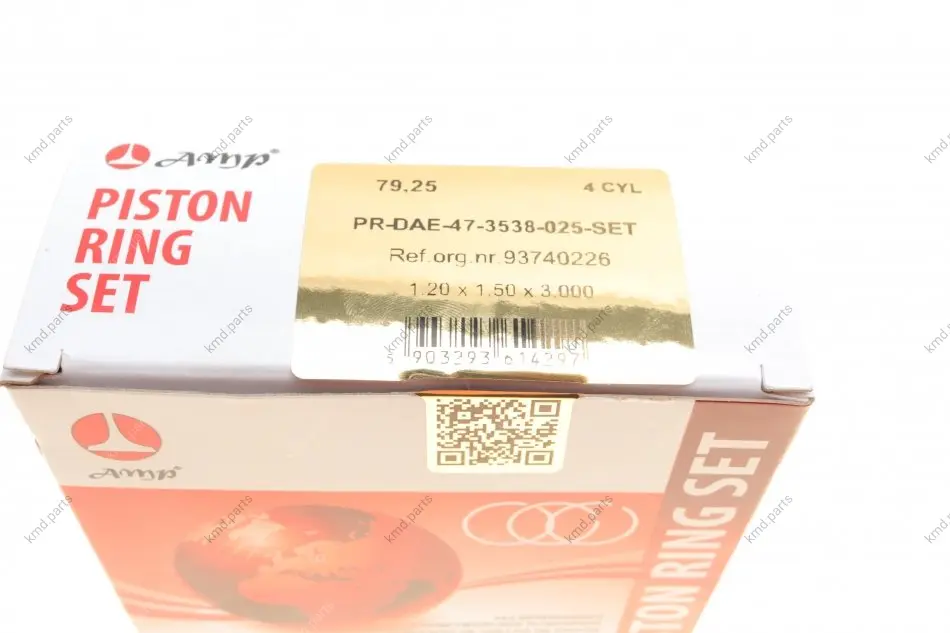 AMP®
PISTON
RING
SET
79,25
4 CYL
PR-DAE-47-3538-025-SET
Ref.org.nr.93740226
1.20 x 1.50 x 3.000
5 903293 614297
AMP®
PISTON RING SET
kmd.parts